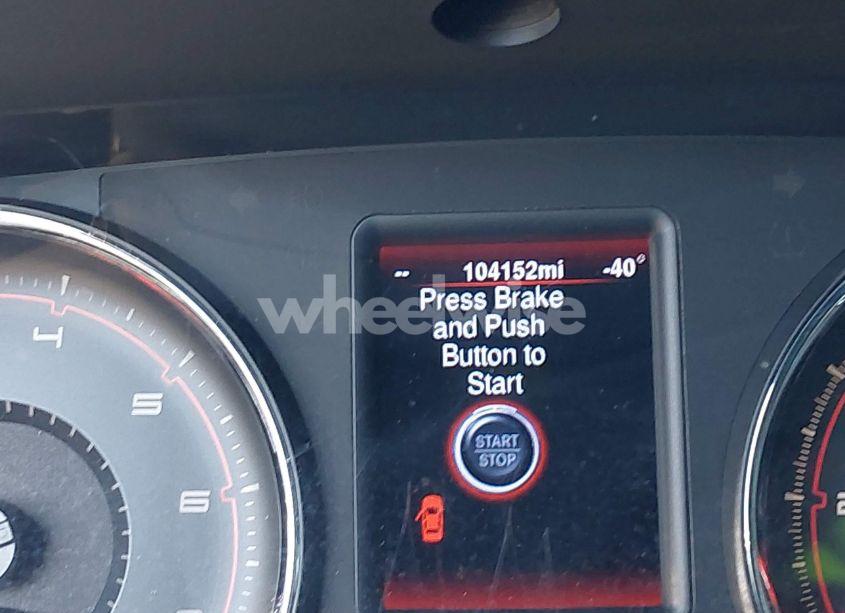 -- 104152mi -40°
Press Brake
and Push
Button to
Start
START
STOP
4
5
6